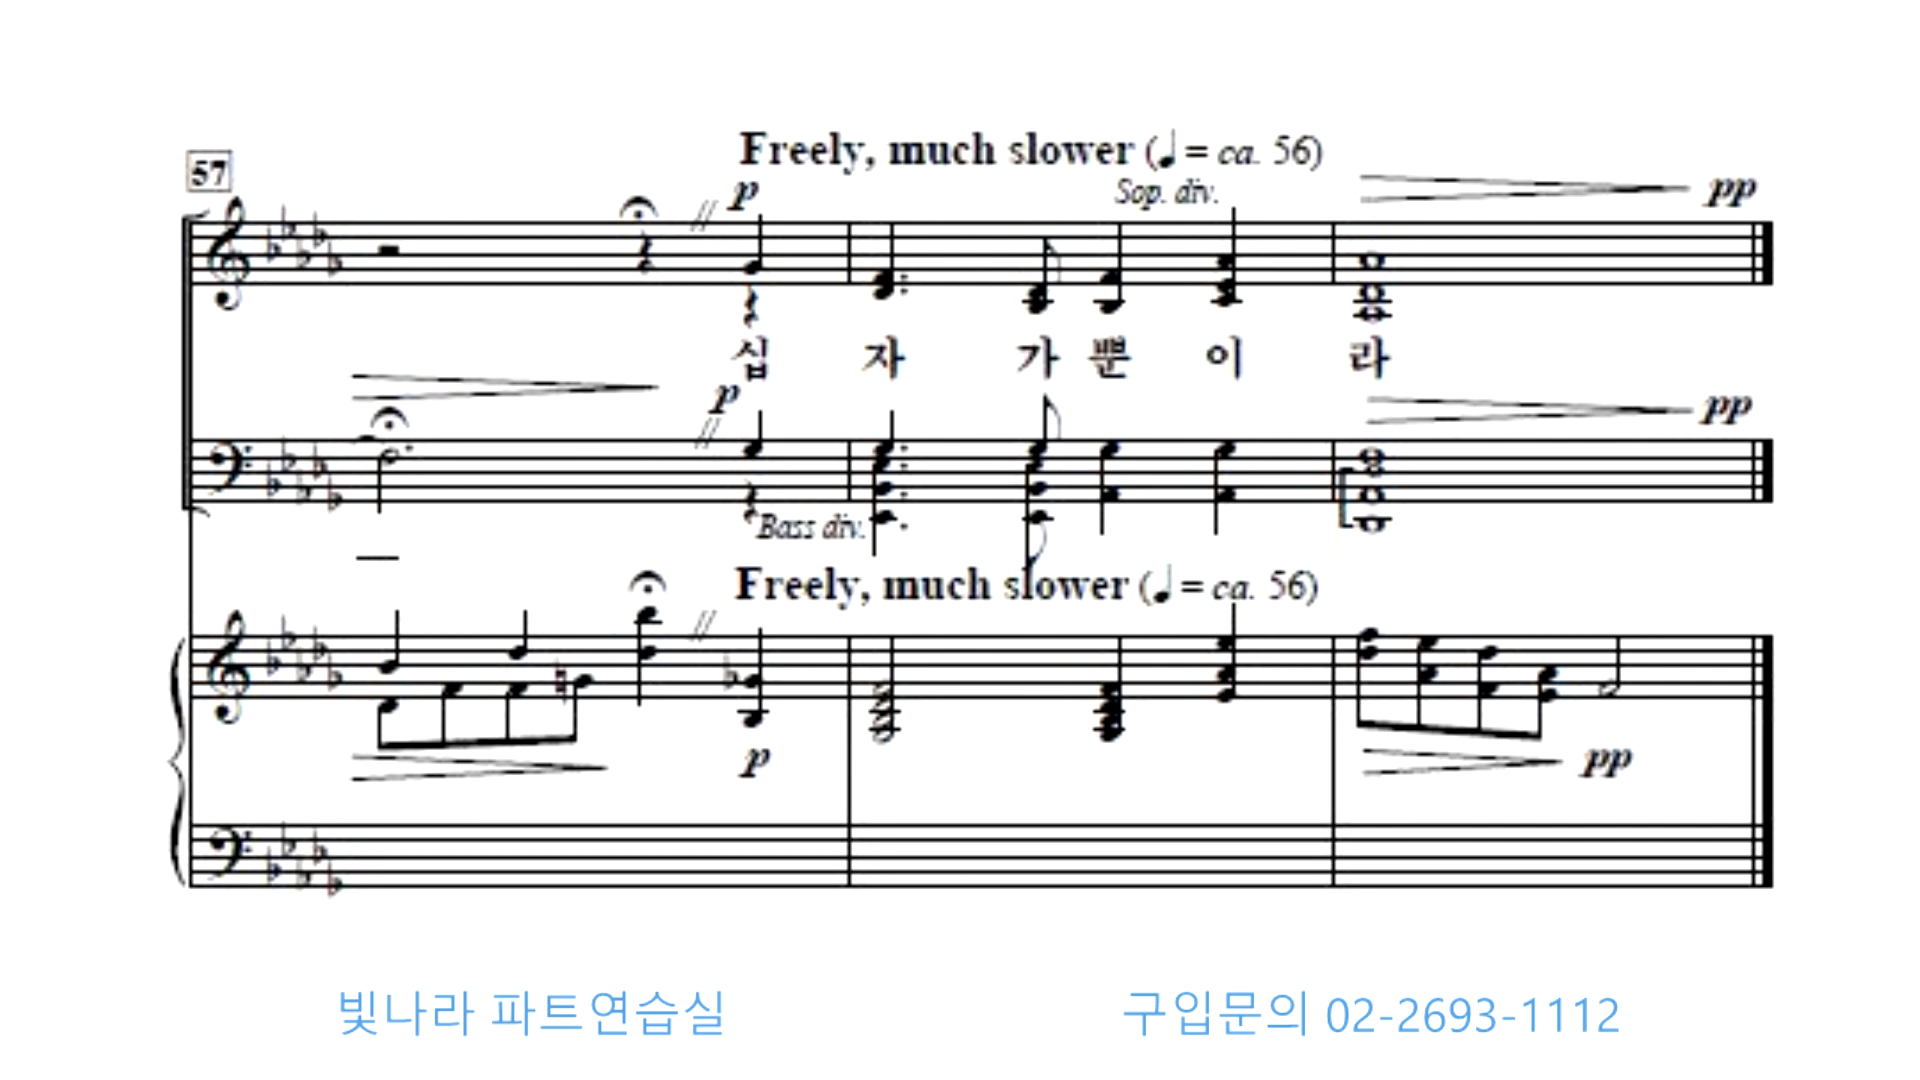 Freely, much slower (♩= ca. 56)
57
p
Sop. div.
pp
십 자 가 뿐 이 라
p
pp
Bass div.
Freely, much slower (♩= ca. 56)
p
pp
빛나라 파트연습실
구입문의 02-2693-1112